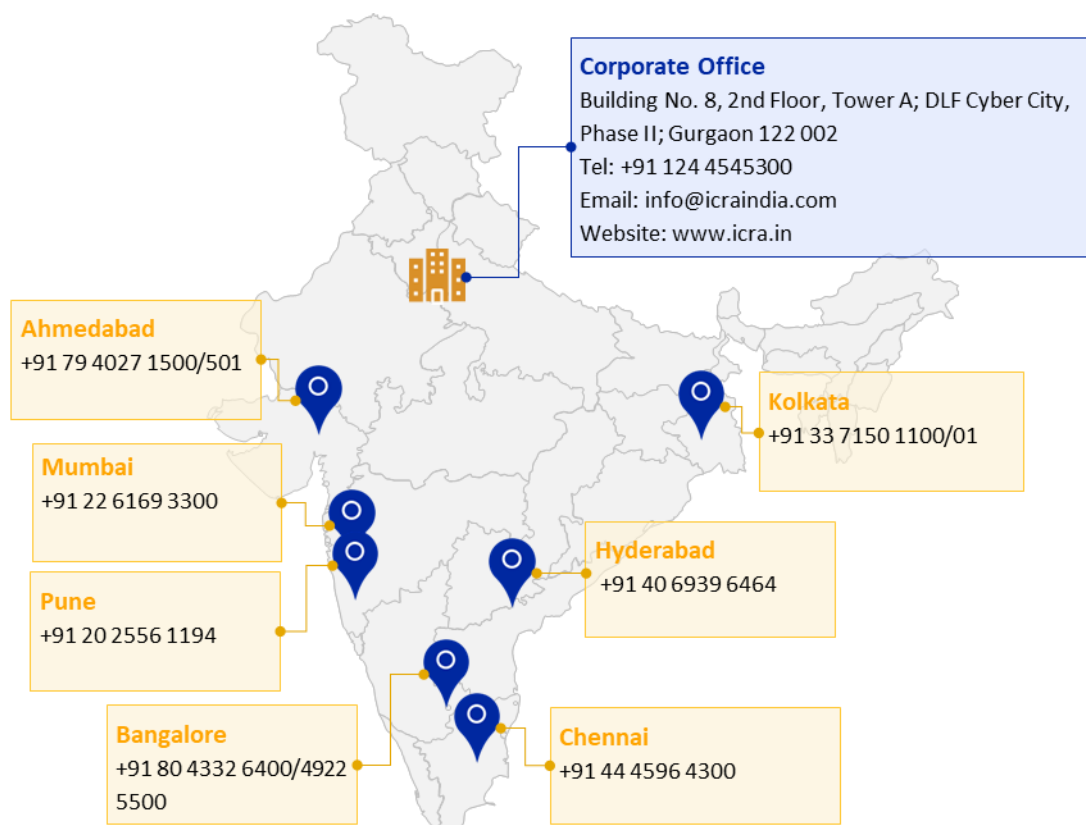 Corporate Office
Building No. 8, 2nd Floor, Tower A; DLF Cyber City,
Phase II; Gurgaon 122 002
Tel: +91 124 4545300
Email: info@icraindia.com
Website: www.icra.in
Ahmedabad
+91 79 4027 1500/501
Kolkata
+91 33 7150 1100/01
Mumbai
+91 22 6169 3300
Hyderabad
+91 40 6939 6464
Pune
+91 20 2556 1194
Bangalore
+91 80 4332 6400/4922
5500
Chennai
+91 44 4596 4300